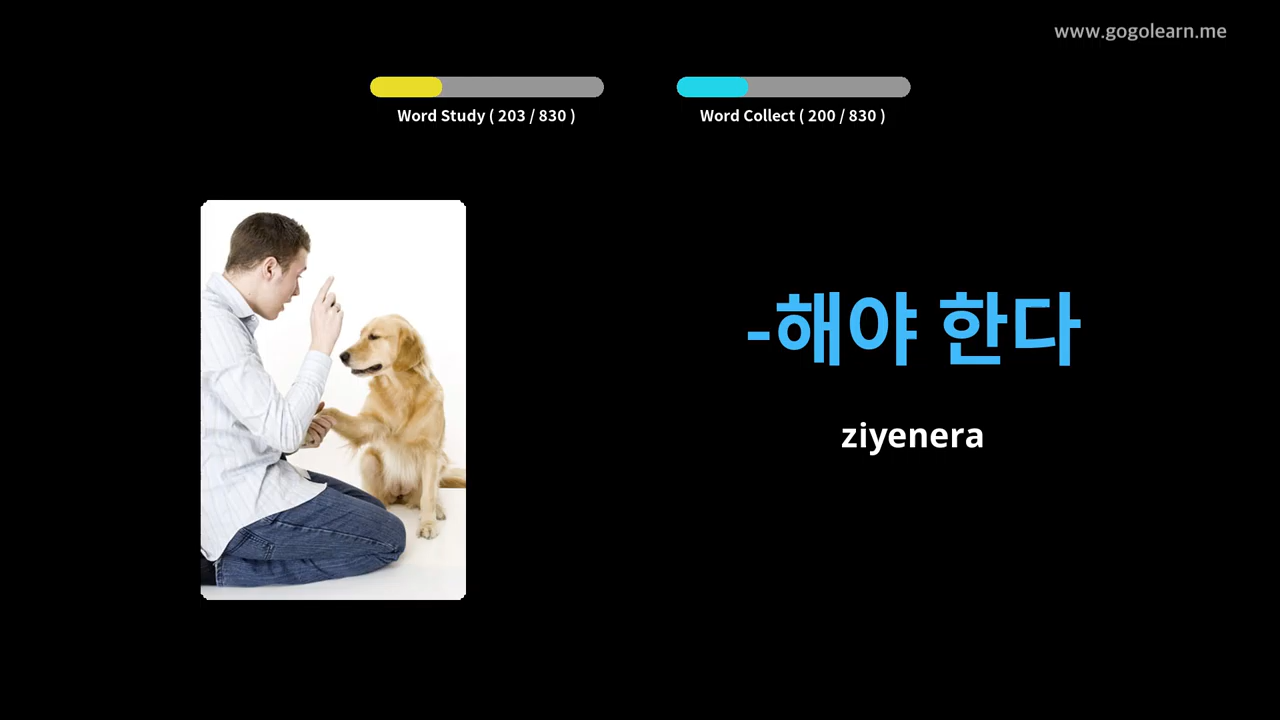 www.gogolearn.me
Word Study ( 203 / 830 )
Word Collect ( 200 / 830 )
-해야 한다
ziyenera